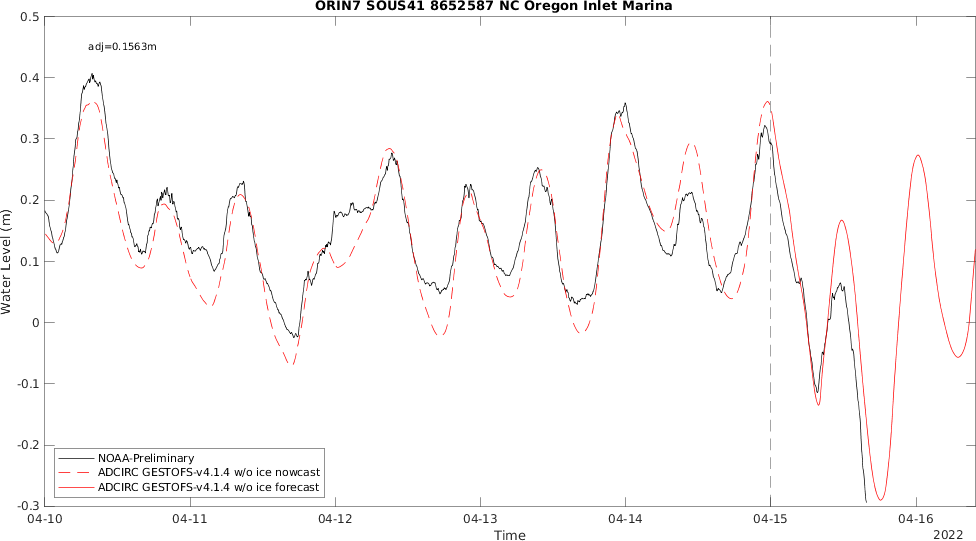 ORIN7 SOUS41 8652587 NC Oregon Inlet Marina
adj=0.1563m
0.5
0.4
0.3
0.2
0.1
0
-0.1
-0.2
-0.3
Water Level (m)
NOAA-Preliminary
ADCIRC GESTOFS-v4.1.4 w/o ice nowcast
ADCIRC GESTOFS-v4.1.4 w/o ice forecast
04-10 04-11 04-12 04-13 04-14 04-15 04-16
Time
2022